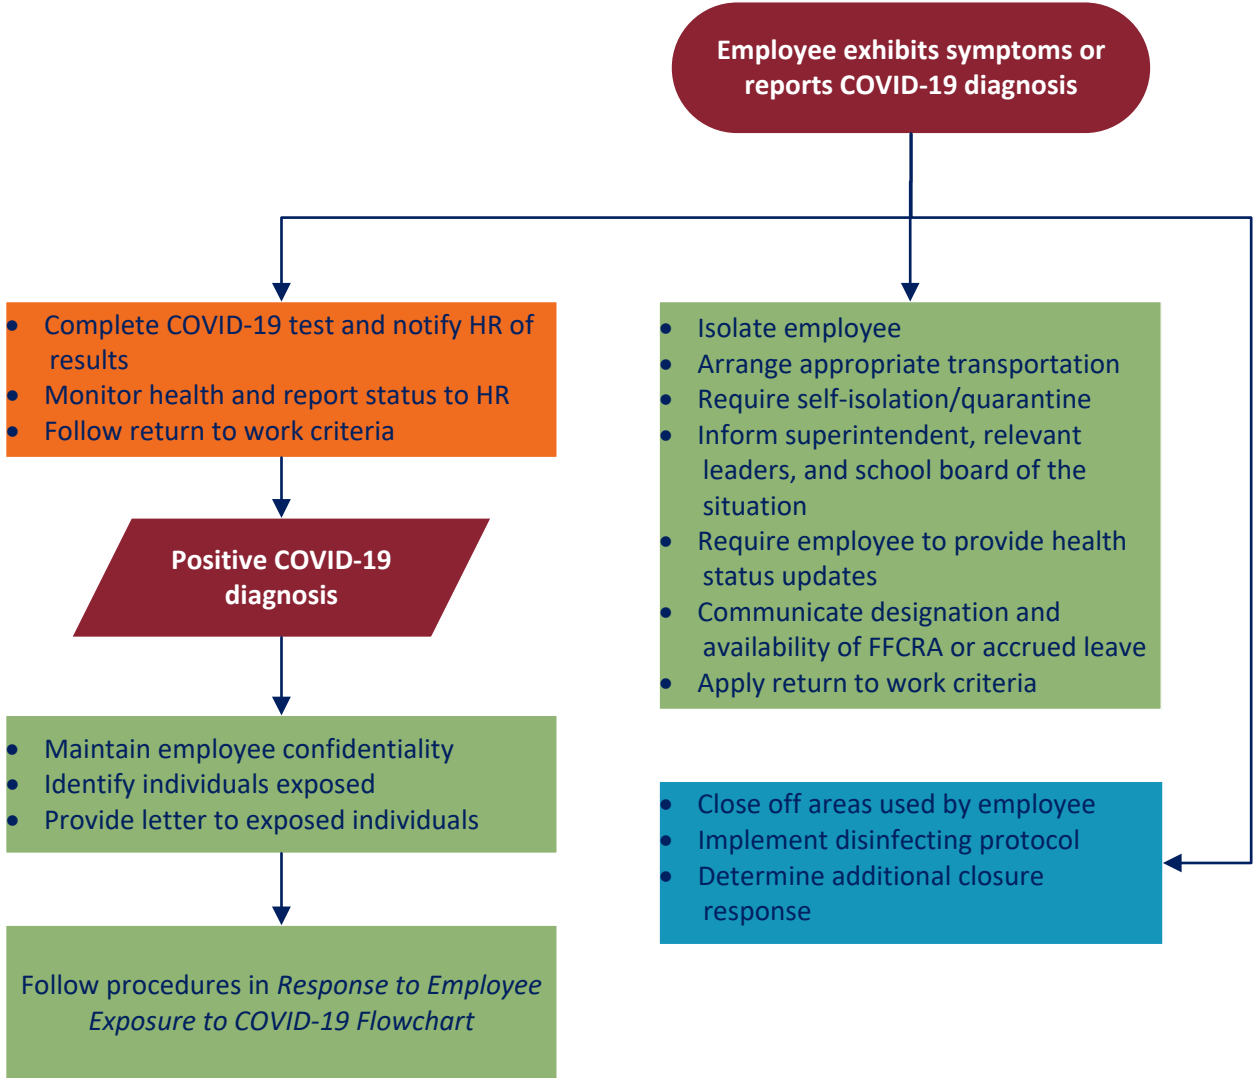 Employee exhibits symptoms or
reports COVID-19 diagnosis
• Complete COVID-19 test and notify HR of
results
• Monitor health and report status to HR
• Follow return to work criteria
Positive COVID-19
diagnosis
• Maintain employee confidentiality
• Identify individuals exposed
• Provide letter to exposed individuals
Follow procedures in Response to Employee
Exposure to COVID-19 Flowchart
• Isolate employee
• Arrange appropriate transportation
• Require self-isolation/quarantine
• Inform superintendent, relevant
leaders, and school board of the
situation
• Require employee to provide health
status updates
• Communicate designation and
availability of FFCRA or accrued leave
• Apply return to work criteria
• Close off areas used by employee
• Implement disinfecting protocol
• Determine additional closure
response